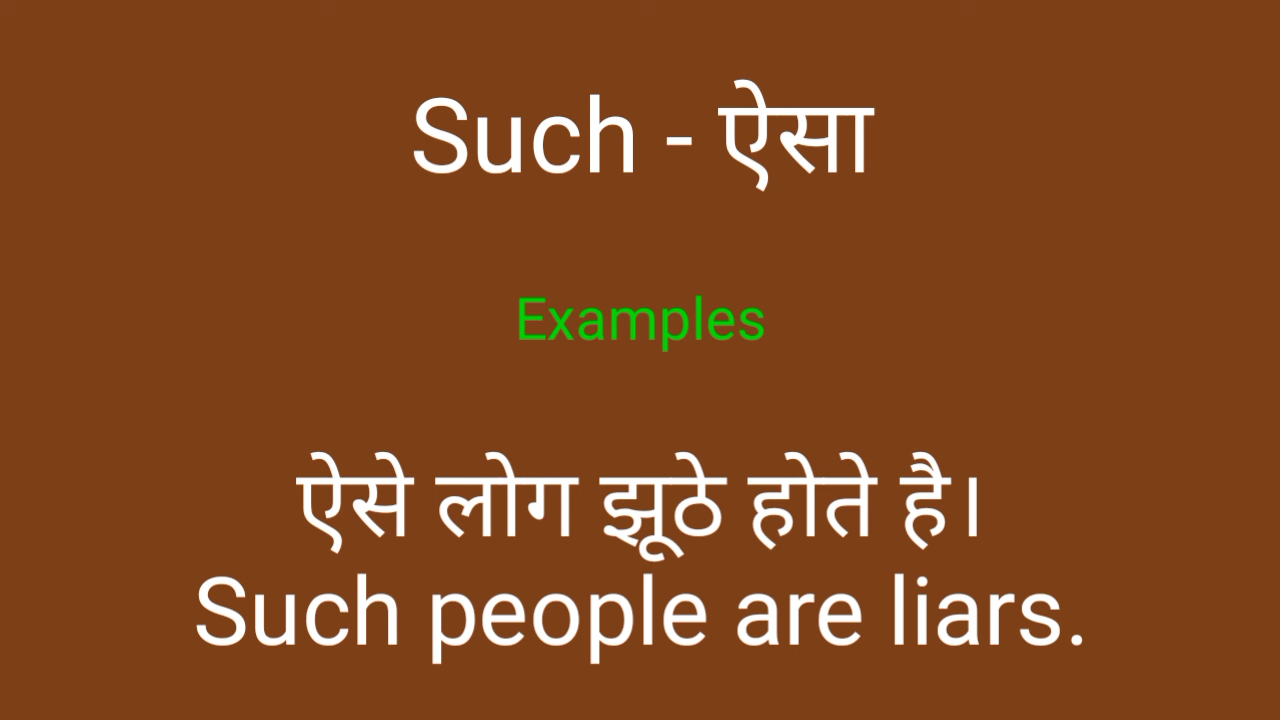 Such - ऐसा
Examples
ऐसे लोग झूठे होते है।
Such people are liars.